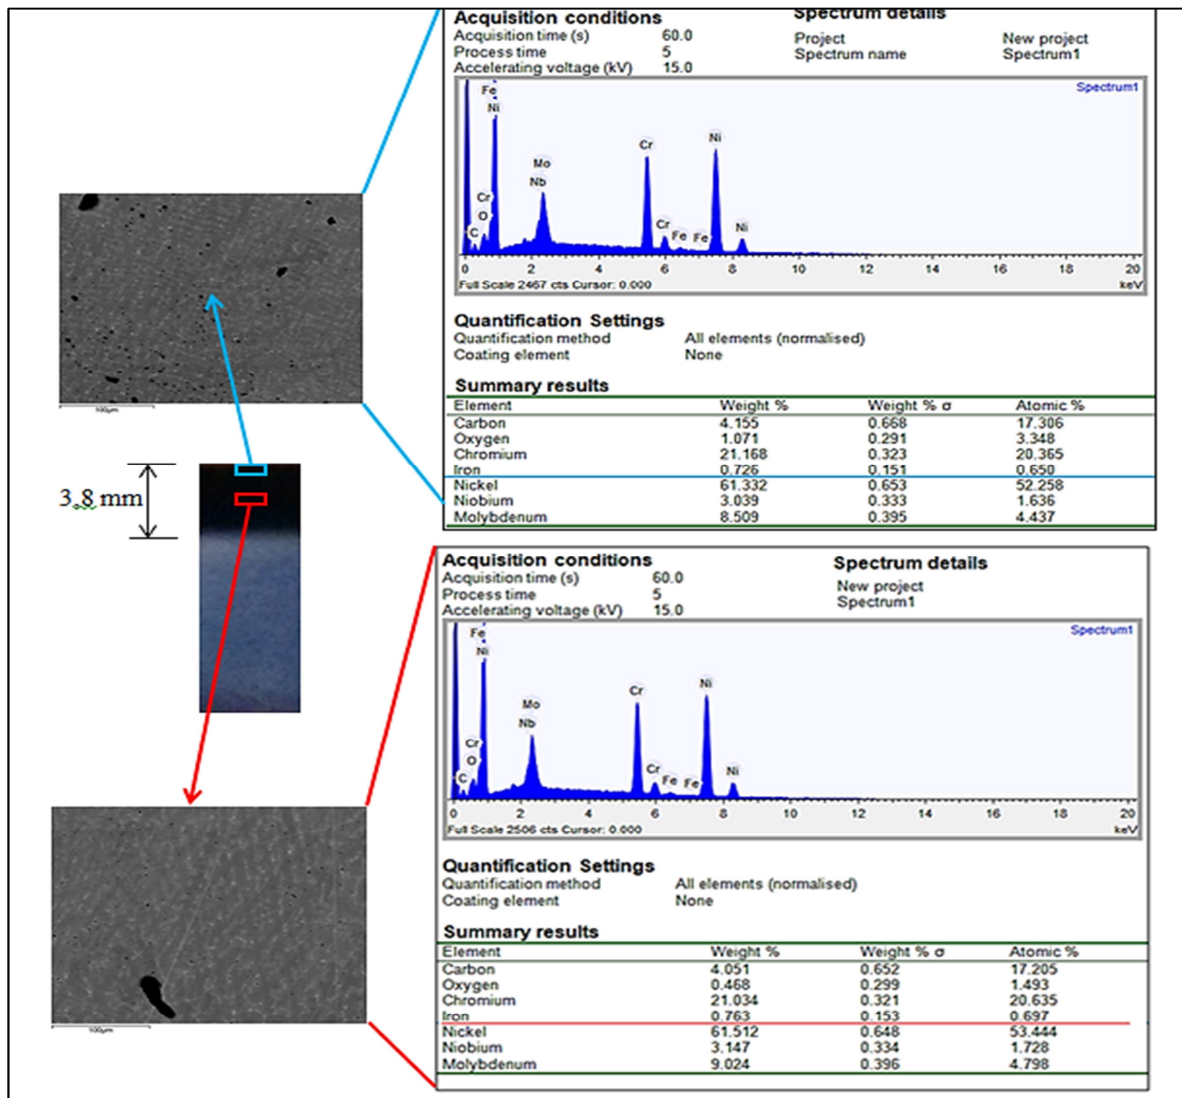 Acquisition conditions Spectrum details
Acquisition time (s) 60.0 Project New project
Process time 5 Spectrum name Spectrum1
Accelerating voltage (kV) 15.0
Spectrum1
Fe
Ni
Cr
O
C
Mo
Nb
Cr
Cr
Fe
Fe
Ni
Ni
0 2 4 6 8 10 12 14 16 18 20
Full Scale 2467 cts Cursor: 0.000 keV
Quantification Settings
Quantification method All elements (normalised)
Coating element None
Summary results
Element Weight % Weight % σ Atomic %
Carbon 4.155 0.668 17.306
Oxygen 1.071 0.291 3.348
Chromium 21.168 0.323 20.365
Iron 0.726 0.151 0.650
Nickel 61.332 0.653 52.258
Niobium 3.039 0.333 1.636
Molybdenum 8.509 0.395 4.437
100µm
3.8 mm
Acquisition conditions Spectrum details
Acquisition time (s) 60.0 New project
Process time 5 Spectrum1
Accelerating voltage (kV) 15.0
Spectrum1
Fe
Ni
Cr
O
C
Mo
Nb
Cr
Cr
Fe
Fe
Ni
Ni
0 2 4 6 8 10 12 14 16 18 20
Full Scale 2506 cts Cursor: 0.000 keV
Quantification Settings
Quantification method All elements (normalised)
Coating element None
Summary results
Element Weight % Weight % σ Atomic %
Carbon 4.051 0.652 17.205
Oxygen 0.468 0.299 1.493
Chromium 21.034 0.321 20.635
Iron 0.763 0.153 0.697
Nickel 61.512 0.648 53.444
Niobium 3.147 0.334 1.728
Molybdenum 9.024 0.396 4.798
100µm